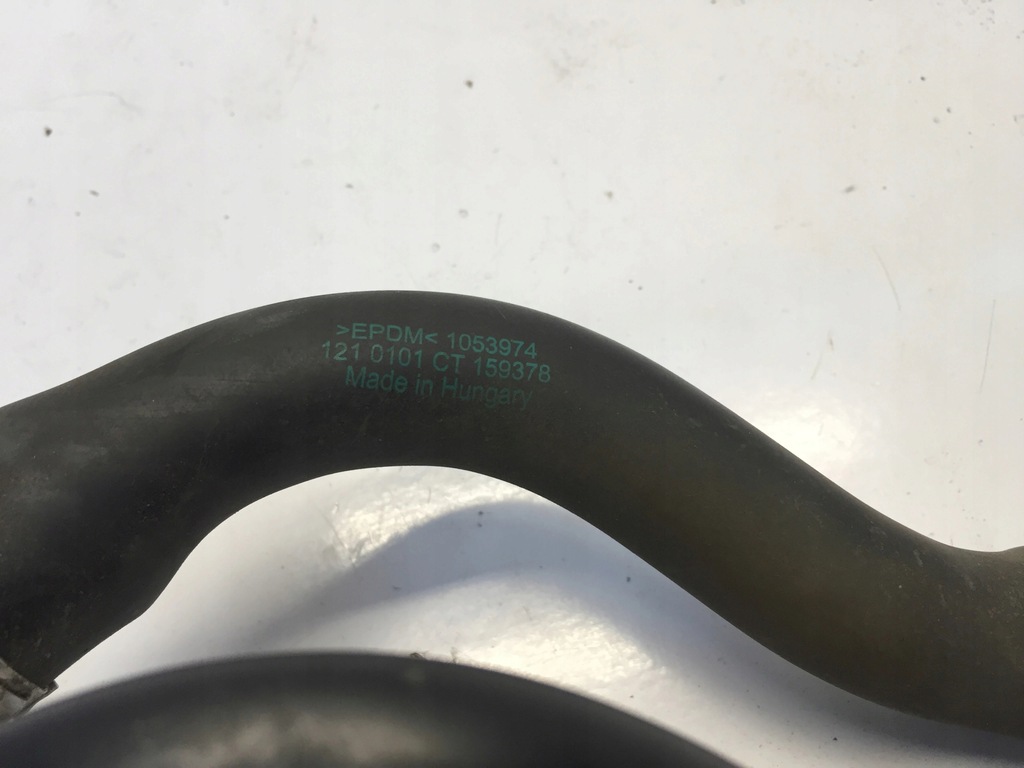 >EPDM< 1053974
121 0101 CT 159378
Made in Hungary